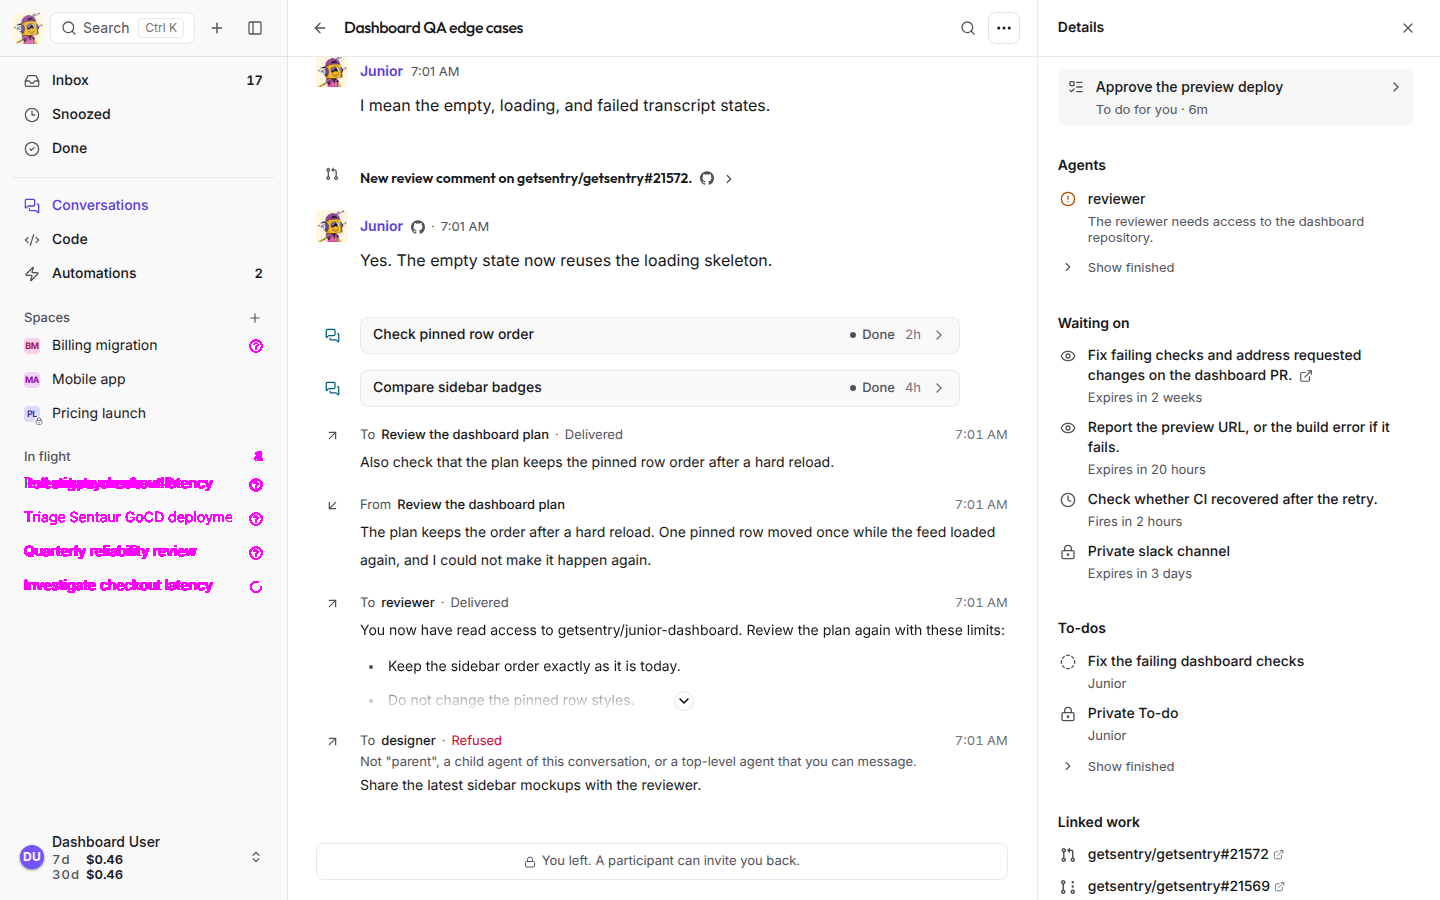 Search Ctrl K
Inbox 17
Snoozed
Done
Conversations
Code
Automations 2
Spaces
BM Billing migration
MA Mobile app
PL Pricing launch
In flight
Triage Sentaur GoCD deployme
Quarterly reliability review
Investigate checkout latency
DU Dashboard User
7d $0.46
30d $0.46
Dashboard QA edge cases
Junior 7:01 AM
I mean the empty, loading, and failed transcript states.
New review comment on getsentry/getsentry#21572.
Junior · 7:01 AM
Yes. The empty state now reuses the loading skeleton.
Check pinned row order Done 2h
Compare sidebar badges Done 4h
To Review the dashboard plan · Delivered 7:01 AM
Also check that the plan keeps the pinned row order after a hard reload.
From Review the dashboard plan 7:01 AM
The plan keeps the order after a hard reload. One pinned row moved once while the feed loaded
again, and I could not make it happen again.
To reviewer · Delivered 7:01 AM
You now have read access to getsentry/junior-dashboard. Review the plan again with these limits:
• Keep the sidebar order exactly as it is today.
• Do not change the pinned row styles.
To designer · Refused 7:01 AM
Not "parent", a child agent of this conversation, or a top-level agent that you can message.
Share the latest sidebar mockups with the reviewer.
You left. A participant can invite you back.
Details
Approve the preview deploy
To do for you · 6m
Agents
reviewer
The reviewer needs access to the dashboard
repository.
Show finished
Waiting on
Fix failing checks and address requested
changes on the dashboard PR.
Expires in 2 weeks
Report the preview URL, or the build error if it
fails.
Expires in 20 hours
Check whether CI recovered after the retry.
Fires in 2 hours
Private slack channel
Expires in 3 days
To-dos
Fix the failing dashboard checks
Junior
Private To-do
Junior
Show finished
Linked work
getsentry/getsentry#21572
getsentry/getsentry#21569